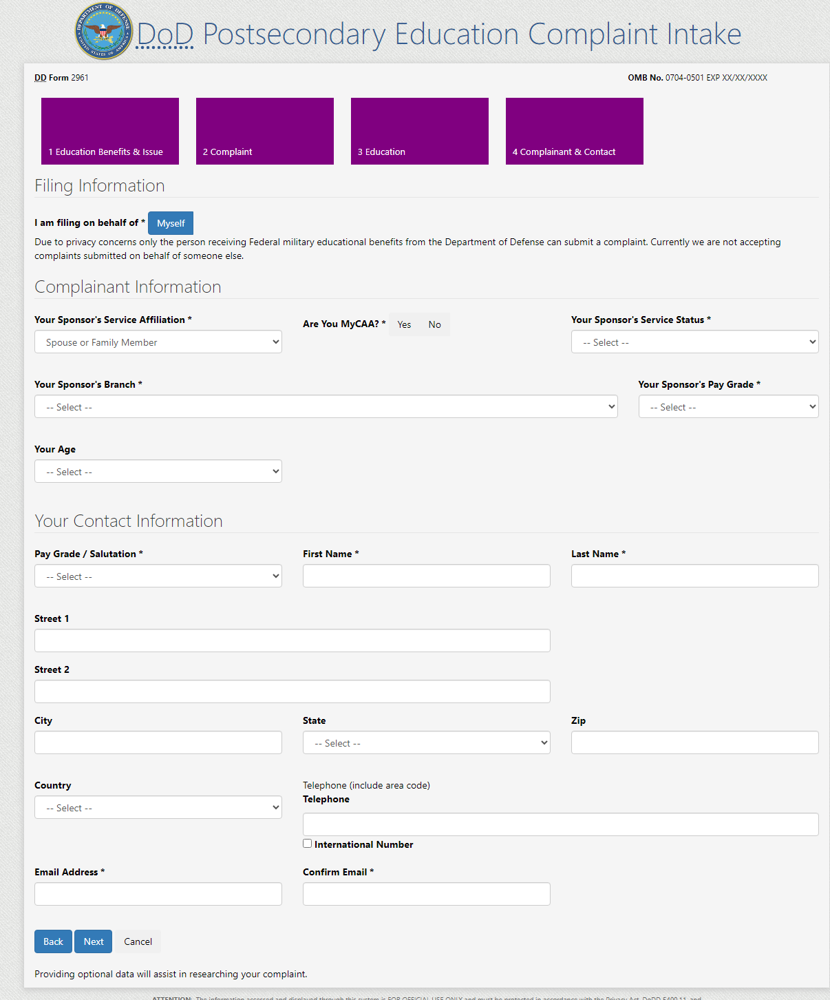 DEPARTMENT OF DEFENSE
UNITED STATES OF AMERICA
DoD Postsecondary Education Complaint Intake
DD Form 2961
OMB No. 0704-0501 EXP XX/XX/XXXX
1 Education Benefits & Issue
2 Complaint
3 Education
4 Complainant & Contact
Filing Information
I am filing on behalf of * Myself
Due to privacy concerns only the person receiving Federal military educational benefits from the Department of Defense can submit a complaint. Currently we are not accepting
complaints submitted on behalf of someone else.
Complainant Information
Your Sponsor's Service Affiliation *
Spouse or Family Member
Are You MyCAA? * Yes No
Your Sponsor's Service Status *
-- Select --
Your Sponsor's Branch *
-- Select --
Your Sponsor's Pay Grade *
-- Select --
Your Age
-- Select --
Your Contact Information
Pay Grade / Salutation *
-- Select --
First Name *
Last Name *
Street 1
Street 2
City
State
-- Select --
Zip
Country
-- Select --
Telephone (include area code)
Telephone
International Number
Email Address *
Confirm Email *
Back Next Cancel
Providing optional data will assist in researching your complaint.
ATTENTION: The information accessed and displayed through this system is FOR OFFICIAL USE ONLY and must be protected in accordance with the Privacy Act, DoDD 5400.11, and